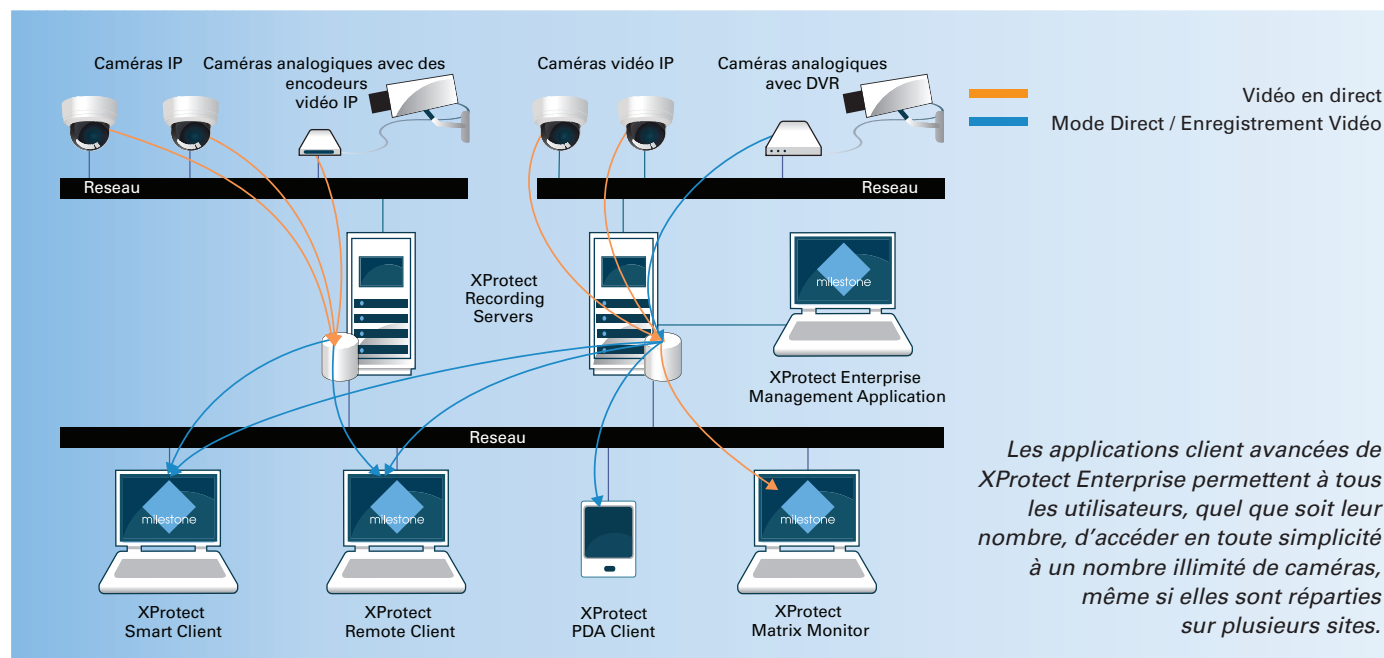 Caméras IP
Caméras analogiques avec des
encodeurs
vidéo IP
Caméras vidéo IP
Caméras analogiques
avec DVR
Vidéo en direct
Mode Direct / Enregistrement Vidéo
Reseau
Reseau
XProtect
Recording
Servers
milestone
XProtect Enterprise
Management Application
Reseau
milestone
milestone
milestone
XProtect
Smart Client
XProtect
Remote Client
XProtect
PDA Client
XProtect
Matrix Monitor
Les applications client avancées de
XProtect Enterprise permettent à tous
les utilisateurs, quel que soit leur
nombre, d’accéder en toute simplicité
à un nombre illimité de caméras,
même si elles sont réparties
sur plusieurs sites.